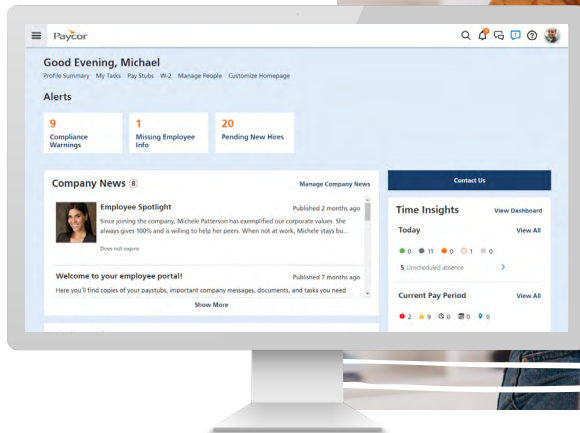 Paycor
Good Evening, Michael
Profile Summary My Tasks Pay Stubs W-2 Manage People Customize Homepage
Alerts
9
Compliance
Warnings
1
Missing Employee
Info
20
Pending New Hires
Company News 8
Manage Company News
Employee Spotlight
Published 2 months ago
Since joining the company, Michele Patterson has exemplified our corporate values. She
always gives 100% and is willing to help her peers. When not at work, Michele stays bu...
Does not expire
Welcome to your employee portal!
Published 7 months ago
Here you'll find copies of your paystubs, important company messages, documents, and tasks you need
Show More
Contact Us
Time Insights
View Dashboard
Today
View All
0 11 0 1 0
5 Unscheduled absence
Current Pay Period
View All
2 9 0 0 0